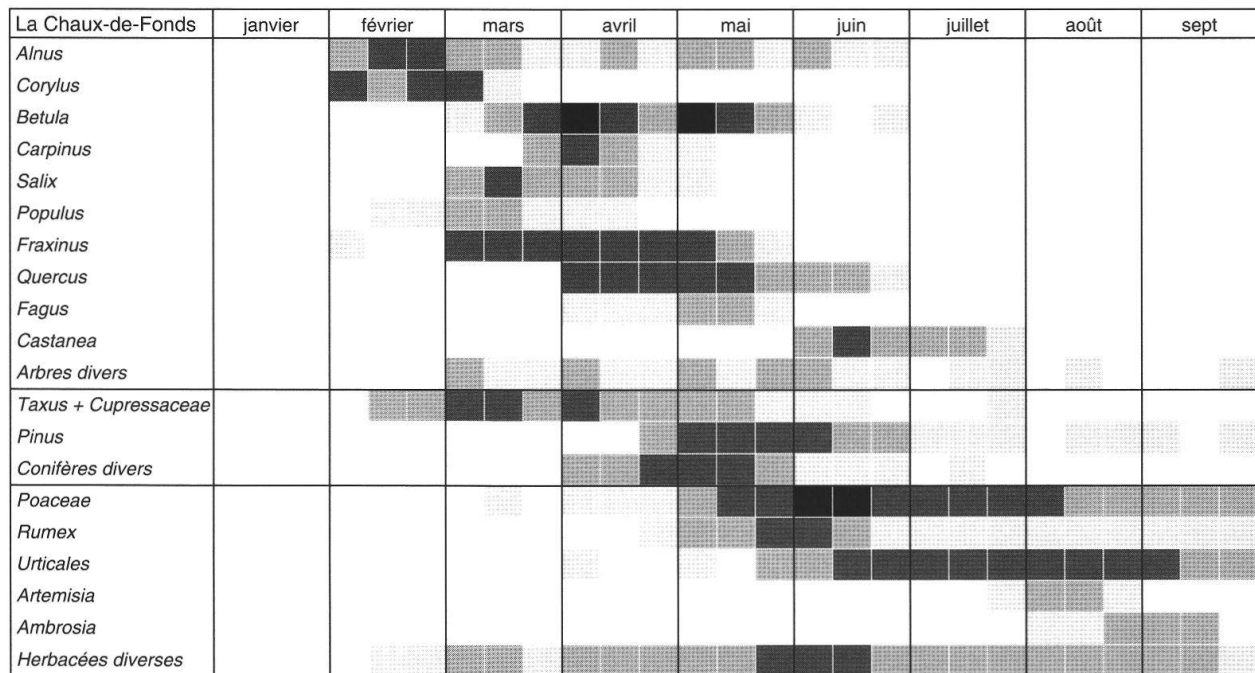 La Chaux-de-Fonds janvier février mars avril mai juin juillet août sept
Alnus
Corylus
Betula
Carpinus
Salix
Populus
Fraxinus
Quercus
Fagus
Castanea
Arbres divers
Taxus + Cupressaceae
Pinus
Conifères divers
Poaceae
Rumex
Urticales
Artemisia
Ambrosia
Herbacées diverses